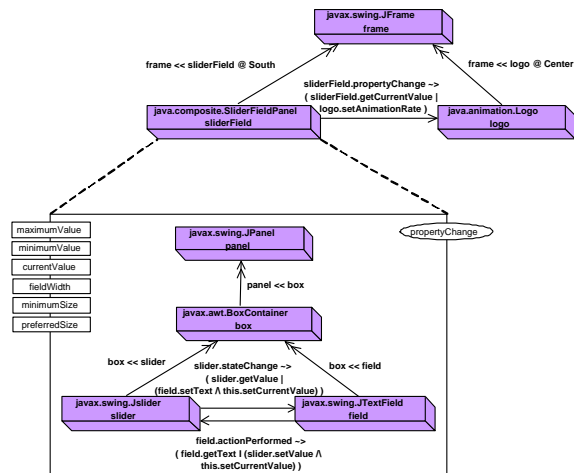 javax.swing.JFrame
frame
frame << sliderField @ South
frame << logo @ Center
sliderField.propertyChange ~>
( sliderField.getCurrentValue |
logo.setAnimationRate )
java.composite.SliderFieldPanel
sliderField
java.animation.Logo
logo
maximumValue
minimumValue
currentValue
fieldWidth
minimumSize
preferredSize
propertyChange
javax.swing.JPanel
panel
panel << box
javax.awt.BoxContainer
box
box << slider
slider.stateChange ~>
( slider.getValue |
(field.setText /\ this.setCurrentValue) )
box << field
javax.swing.Jslider
slider
javax.swing.JTextField
field
field.actionPerformed ~>
( field.getText I (slider.setValue /\
this.setCurrentValue) )